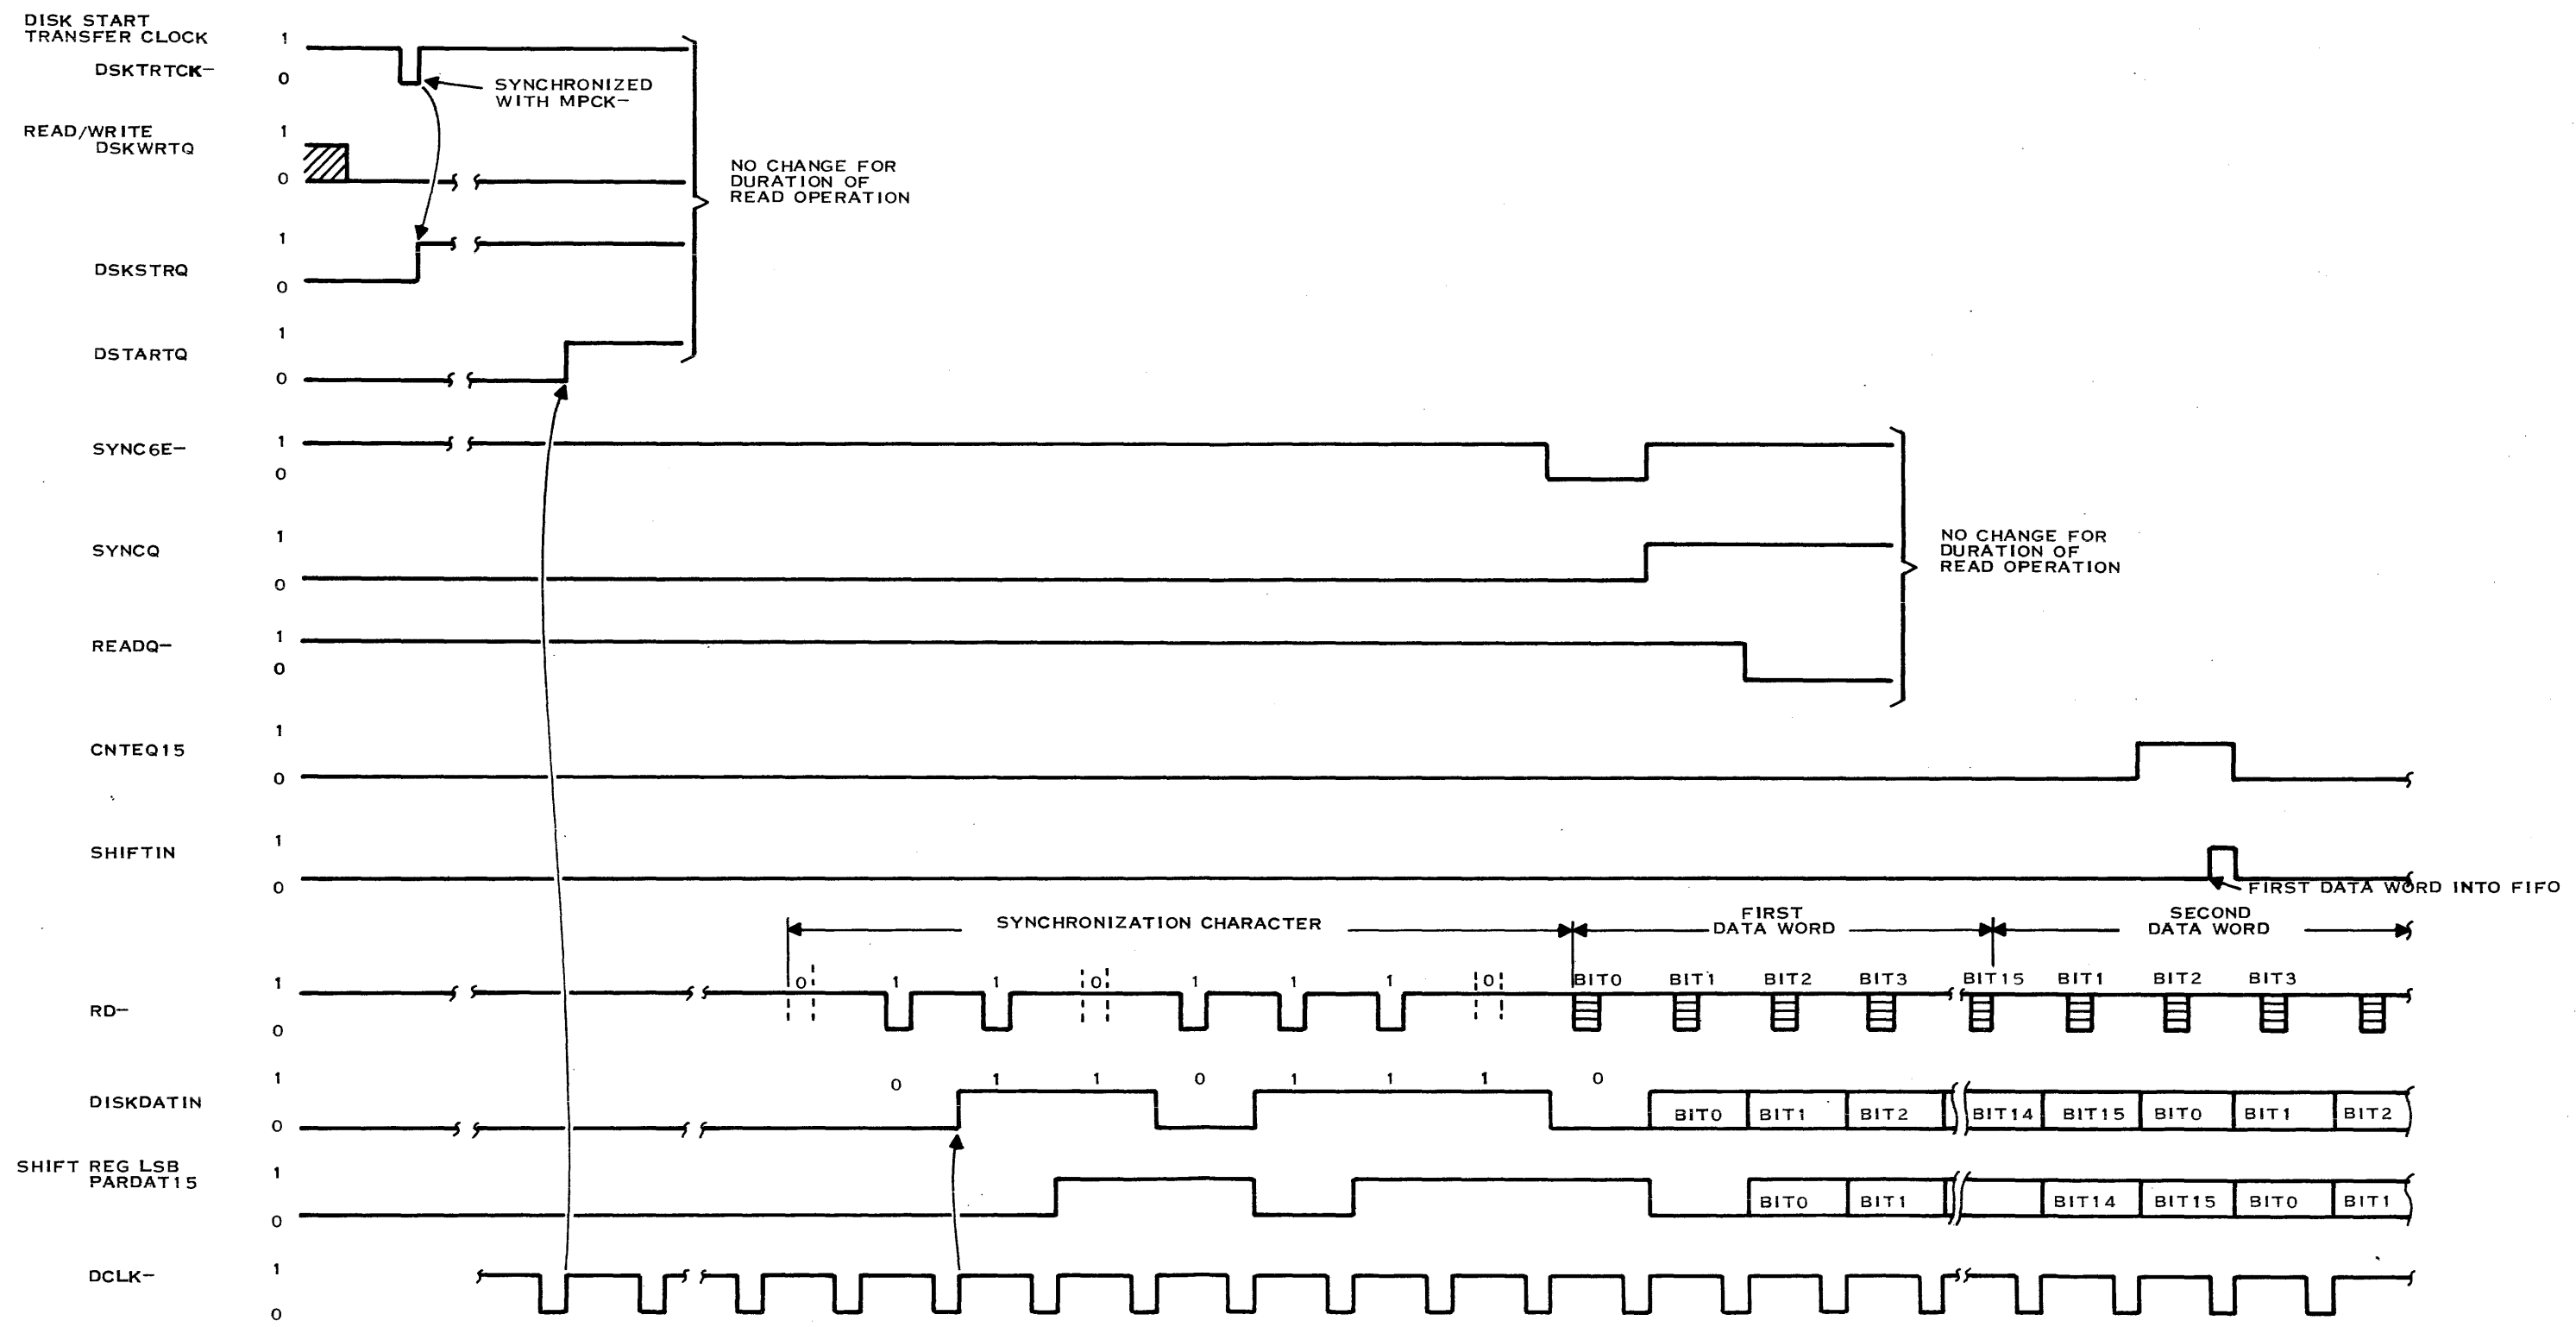 DISK START
TRANSFER CLOCK
DSKTRTCK—
1
0
SYNCHRONIZED
WITH MPCK—
READ/WRITE
DSKWRTQ
1
0
NO CHANGE FOR
DURATION OF
READ OPERATION
DSKSTRQ
1
0
DSTARTQ
1
0
SYNC6E—
1
0
SYNCQ
1
0
NO CHANGE FOR
DURATION OF
READ OPERATION
READQ—
1
0
CNTEQ15
1
0
SHIFTIN
1
0
FIRST DATA WORD INTO FIFO
SYNCHRONIZATION CHARACTER
FIRST
DATA WORD
SECOND
DATA WORD
RD—
1
0
0 1 1 0 1 1 1 0 BIT0 BIT1 BIT2 BIT3 BIT15 BIT1 BIT2 BIT3
DISKDATIN
1
0
0 1 1 0 1 1 1 0
BIT0 BIT1 BIT2 BIT14 BIT15 BIT0 BIT1 BIT2
SHIFT REG LSB
PARDAT15
1
0
BIT0 BIT1 BIT14 BIT15 BIT0 BIT1
DCLK—
1
0